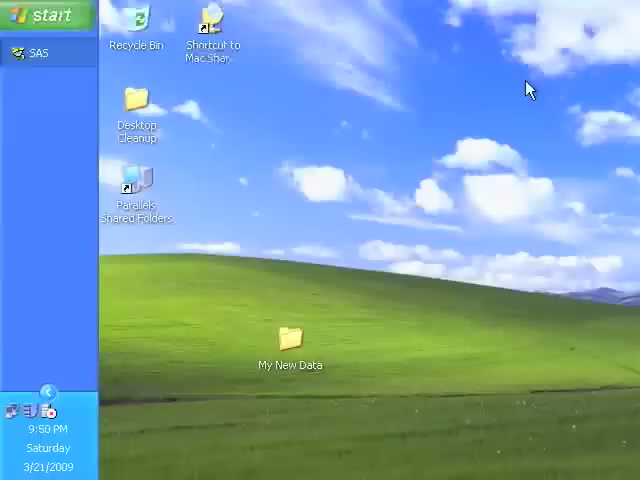 start
SAS
Recycle Bin
Shortcut to
Mac Shar.
Desktop
Cleanup
Parallels
Shared Folders
My New Data
9:50 PM
Saturday
3/21/2009